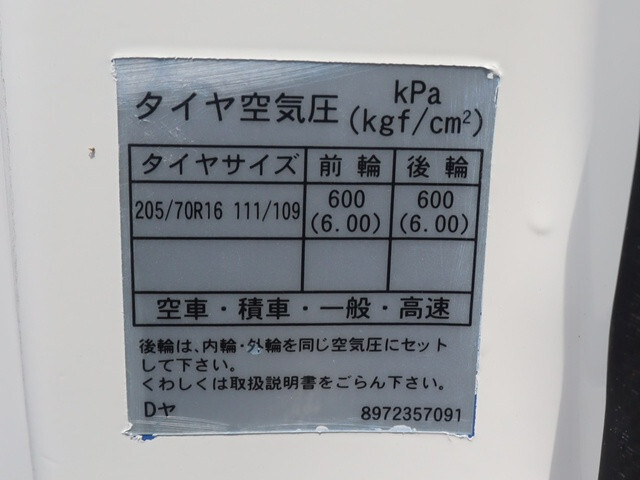 タイヤ空気圧 kPa (kgf/cm²)
タイヤサイズ 前輪 後輪
205/70R16 111/109 600 (6.00) 600 (6.00)
空車・積車・一般・高速
後輪は、内輪・外輪を同じ空気圧にセット
して下さい。
くわしくは取扱説明書をごらん下さい。
Dヤ 8972357091